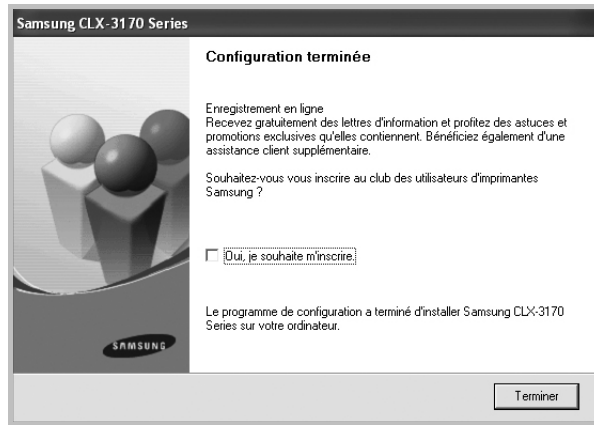 Samsung CLX-3170 Series
Configuration terminée
Enregistrement en ligne
Recevez gratuitement des lettres d'information et profitez des astuces et
promotions exclusives qu'elles contiennent. Bénéficiez également d'une
assistance client supplémentaire.
Souhaitez-vous vous inscrire au club des utilisateurs d'imprimantes
Samsung ?
Oui, je souhaite m'inscrire.
Le programme de configuration a terminé d'installer Samsung CLX-3170
Series sur votre ordinateur.
SAMSUNG
Terminer